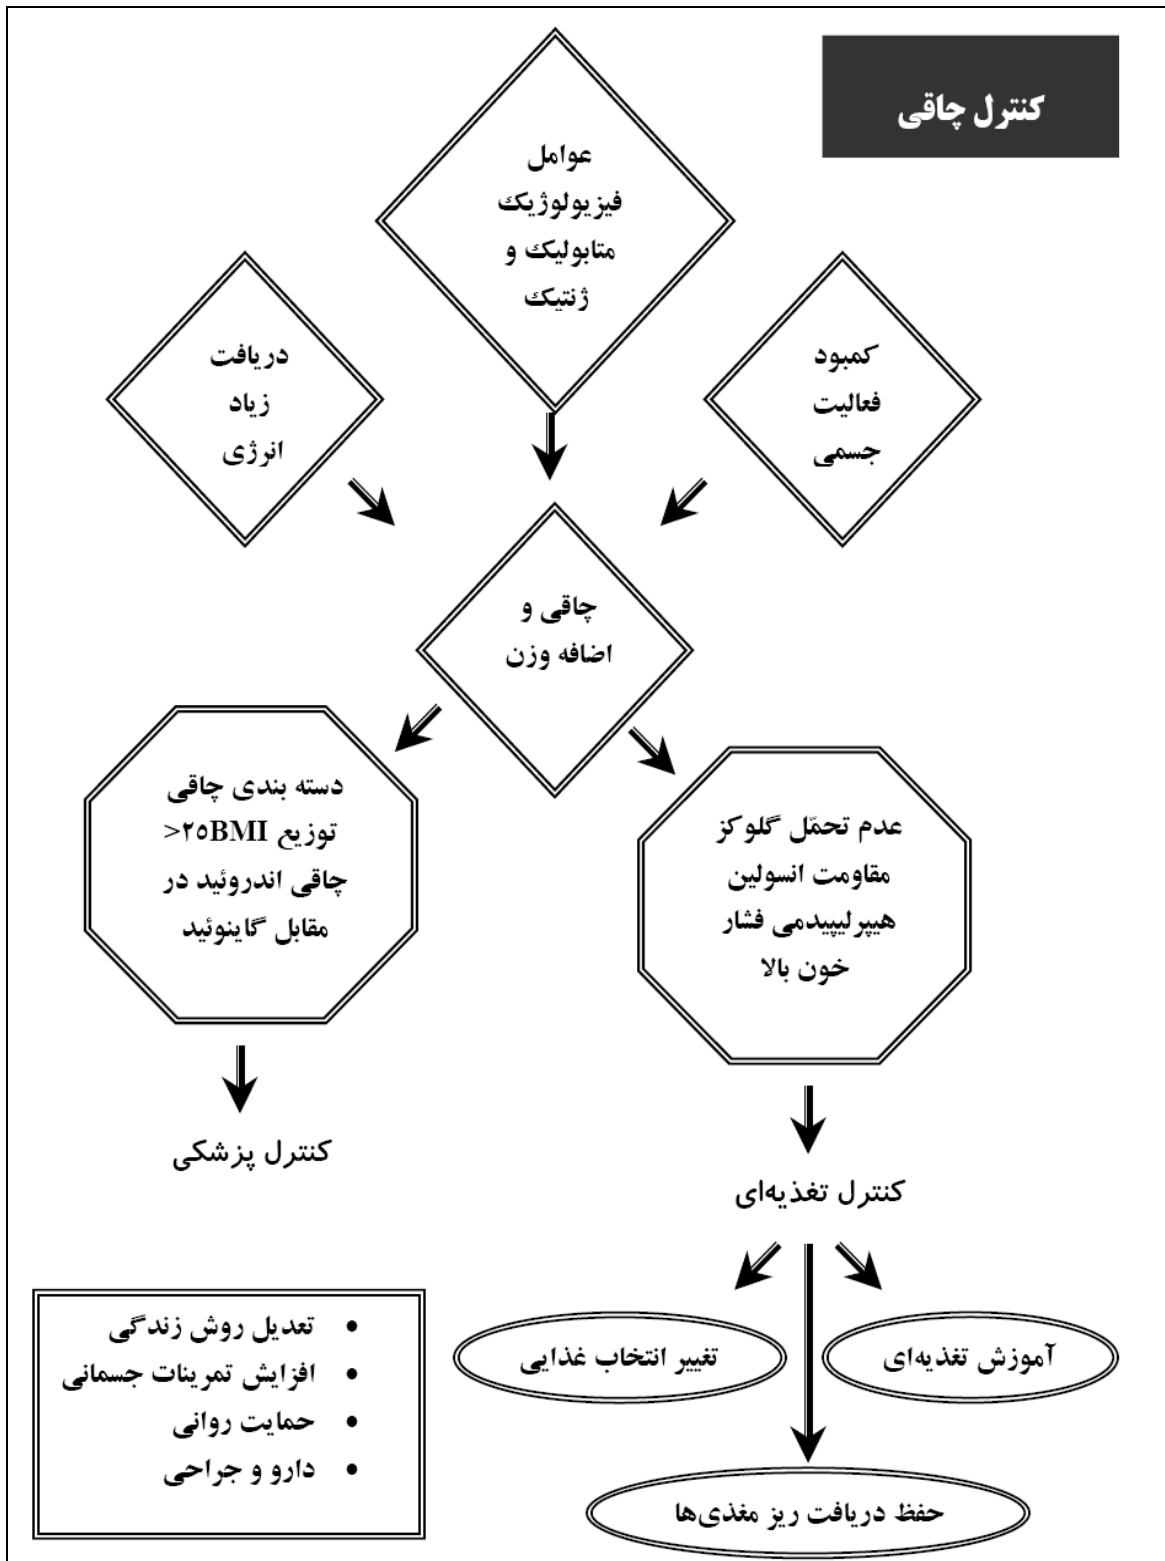 کنترل چاقی
عوامل
فیزیولوژیک
متابولیک و
ژنتیک
کمبود
فعالیت
جسمی
دریافت
زیاد
انرژی
چاقی و
اضافه وزن
عدم تحمّل گلوکز
مقاومت انسولین
هیپرلیپیدمی فشار
خون بالا
دسته بندی چاقی
توزیع ۲۵BMI<
چاقی اندروئید در
مقابل گاینوئید
کنترل پزشکی
کنترل تغذیه‌ای
آموزش تغذیه‌ای
تغییر انتخاب غذایی
حفظ دریافت ریز مغذی‌ها
• تعدیل روش زندگی
• افزایش تمرینات جسمانی
• حمایت روانی
• دارو و جراحی